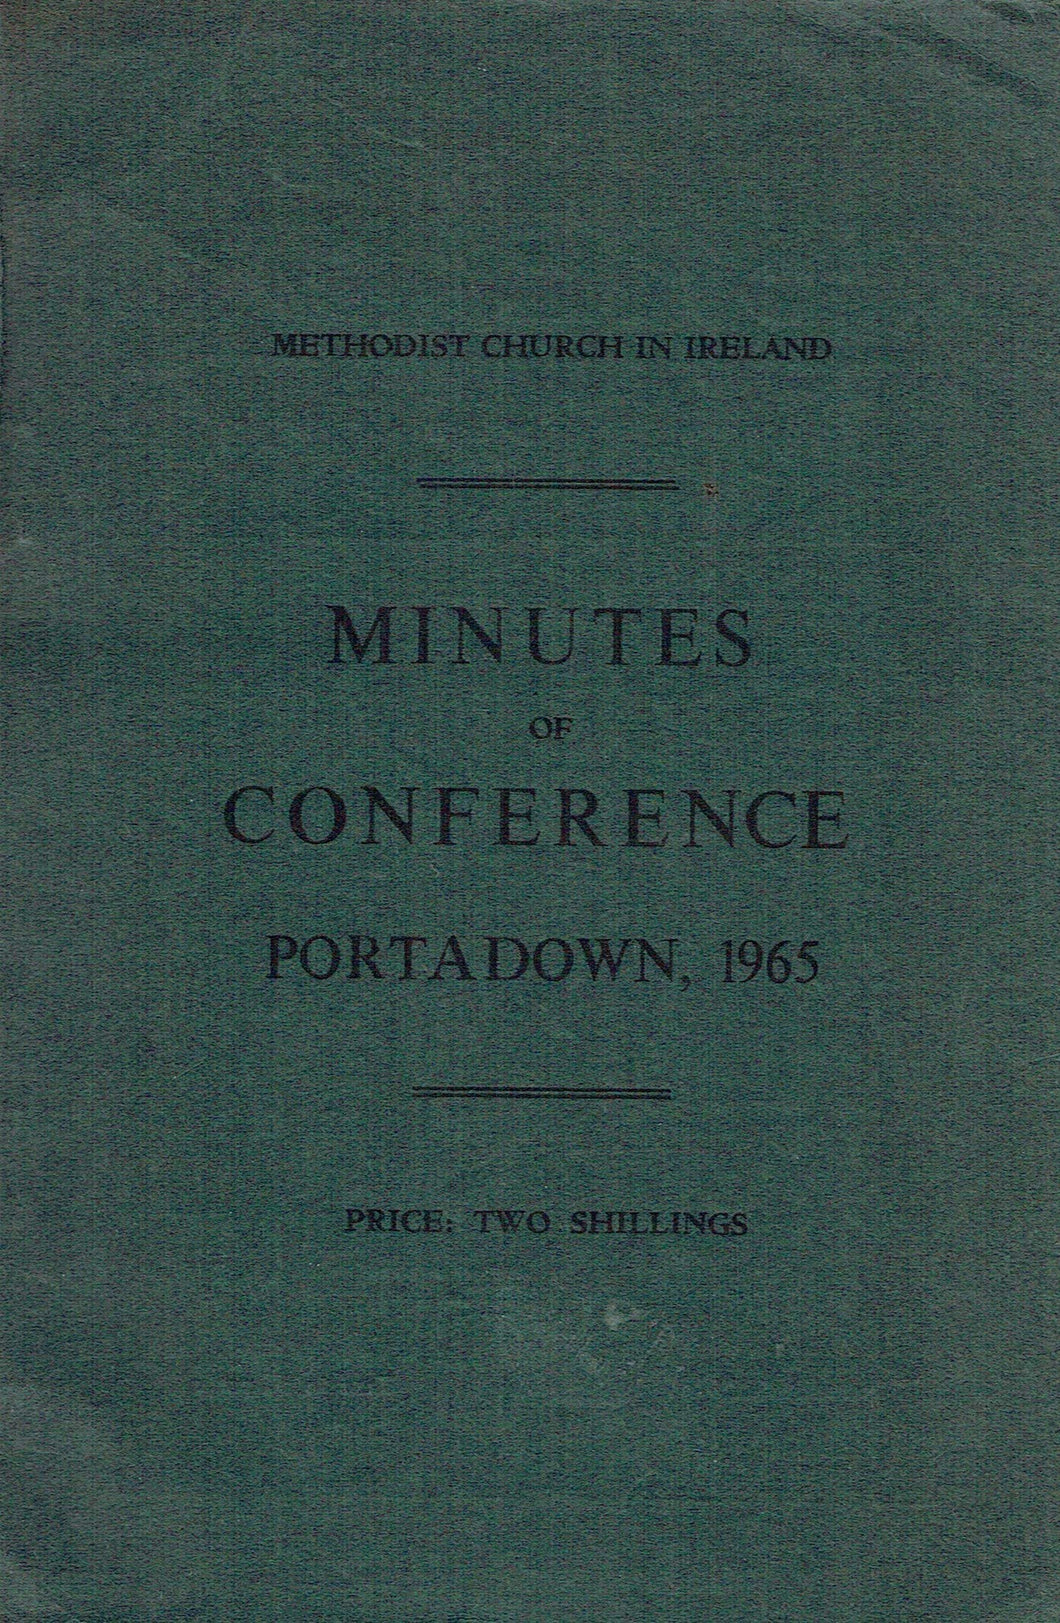 METHODIST CHURCH IN IRELAND
MINUTES
OF
CONFERENCE
PORTADOWN, 1965
PRICE: TWO SHILLINGS